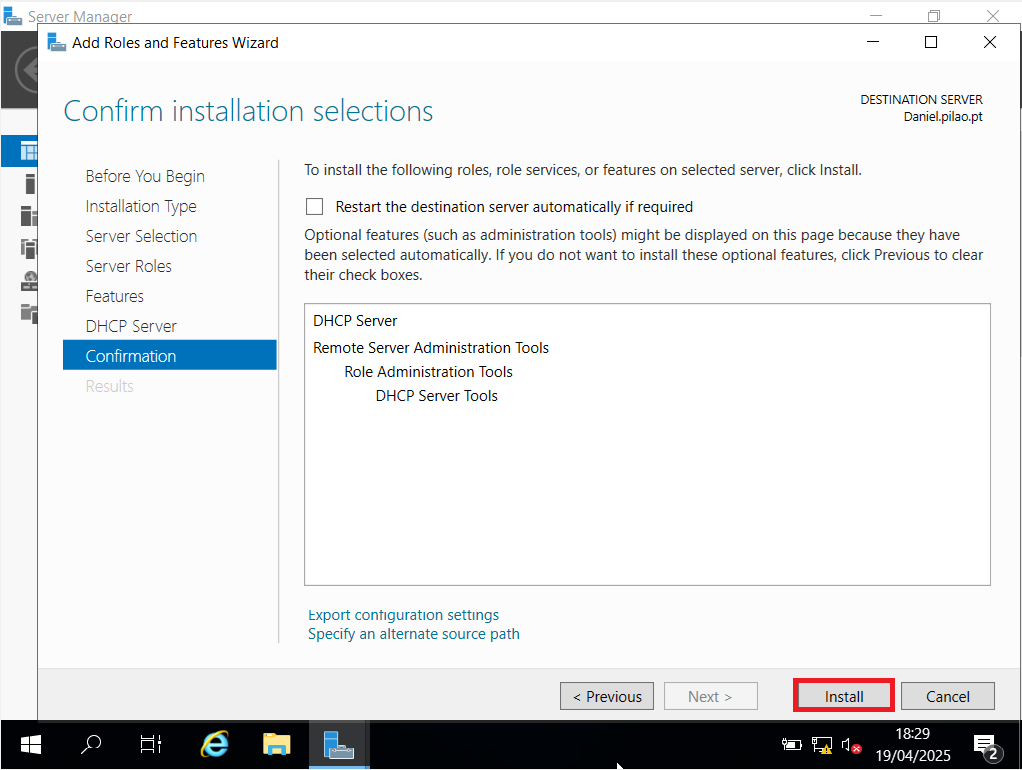 Server Manager
Add Roles and Features Wizard
Confirm installation selections
DESTINATION SERVER
Daniel.pilao.pt
Before You Begin
Installation Type
Server Selection
Server Roles
Features
DHCP Server
Confirmation
Results
To install the following roles, role services, or features on selected server, click Install.
Restart the destination server automatically if required
Optional features (such as administration tools) might be displayed on this page because they have
been selected automatically. If you do not want to install these optional features, click Previous to clear
their check boxes.
DHCP Server
Remote Server Administration Tools
Role Administration Tools
DHCP Server Tools
Export configuration settings
Specify an alternate source path
< Previous
Next >
Install
Cancel
18:29
19/04/2025
2